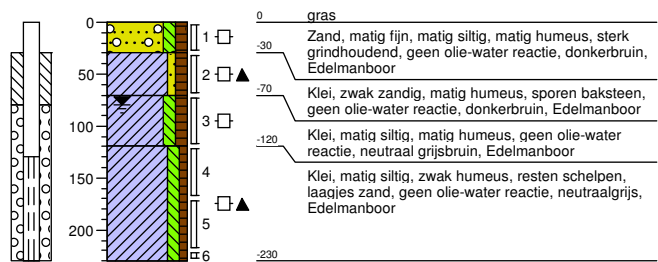 0
gras
0
Zand, matig fijn, matig siltig, matig humeus, sterk
grindhoudend, geen olie-water reactie, donkerbruin,
Edelmanboor
1
-30
50
2
Klei, zwak zandig, matig humeus, sporen baksteen,
geen olie-water reactie, donkerbruin, Edelmanboor
-70
100
3
Klei, matig siltig, matig humeus, geen olie-water
reactie, neutraal grijsbruin, Edelmanboor
-120
150
4
Klei, matig siltig, zwak humeus, resten schelpen,
laagjes zand, geen olie-water reactie, neutraalgrijs,
Edelmanboor
200
5
6
-230